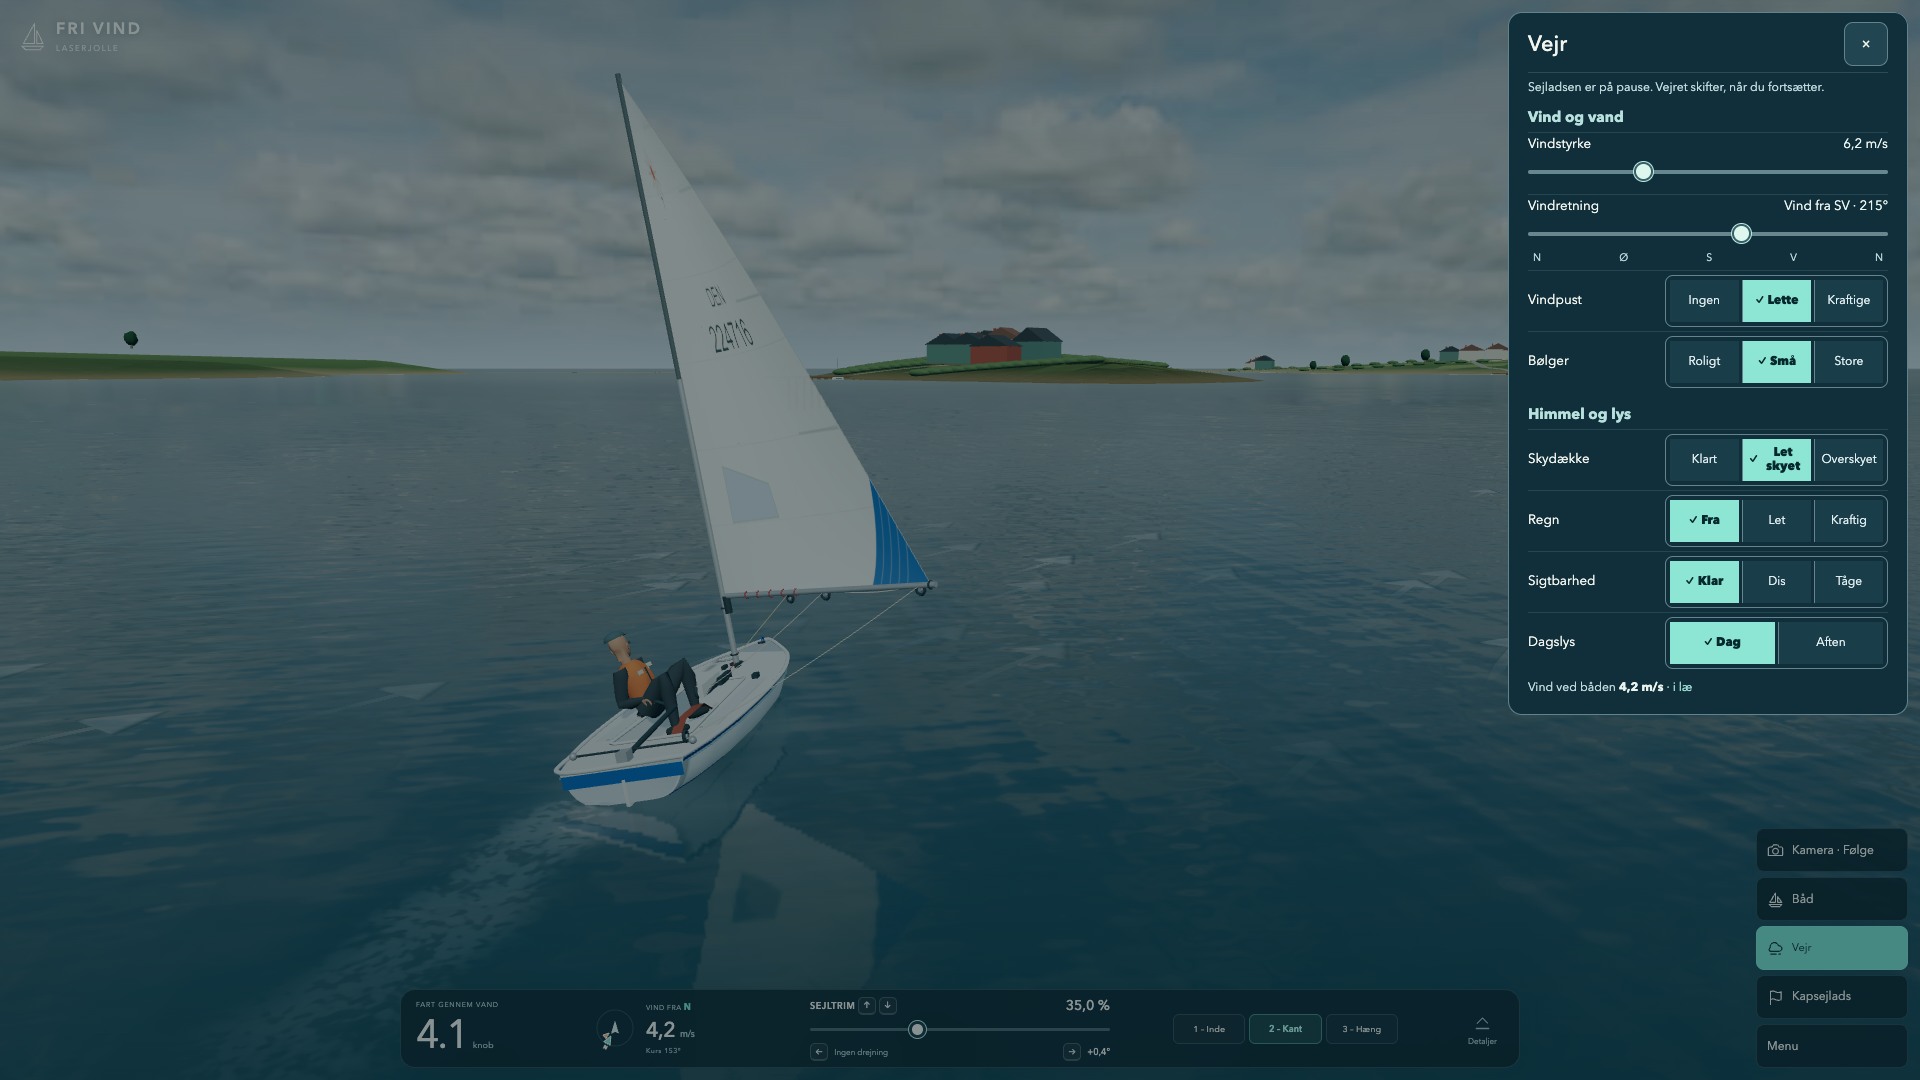 FRI VIND
LASERJOLLE
DEN
224716
Vejr
×
Sejladsen er på pause. Vejret skifter, når du fortsætter.
Vind og vand
Vindstyrke 6,2 m/s
Vindretning Vind fra SV · 215°
N Ø S V N
Vindpust Ingen ✓ Lette Kraftige
Bølger Roligt ✓ Små Store
Himmel og lys
Skydække Klart ✓ Let skyet Overskyet
Regn ✓ Fra Let Kraftig
Sigtbarhed ✓ Klar Dis Tåge
Dagslys ✓ Dag Aften
Vind ved båden 4,2 m/s · i læ
Kamera · Følge
Båd
Vejr
Kapsejlads
Menu
FART GENNEM VAND
4.1 knob
VIND FRA N
4,2 m/s
Kurs 153°
SEJLTRIM ↑ ↓ 35,0 %
← Ingen drejning → +0,4°
1 – Inde 2 – Kant 3 – Hæng
Detaljer